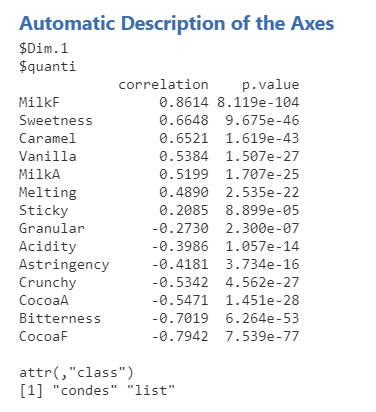 Automatic Description of the Axes
$Dim.1
$quanti
correlation p.value
MilkF 0.8614 8.119e-104
Sweetness 0.6648 9.675e-46
Caramel 0.6521 1.619e-43
Vanilla 0.5384 1.507e-27
MilkA 0.5199 1.707e-25
Melting 0.4890 2.535e-22
Sticky 0.2085 8.899e-05
Granular -0.2730 2.300e-07
Acidity -0.3986 1.057e-14
Astringency -0.4181 3.734e-16
Crunchy -0.5342 4.562e-27
CocoaA -0.5471 1.451e-28
Bitterness -0.7019 6.264e-53
CocoaF -0.7942 7.539e-77
attr(,"class")
[1] "condes" "list"